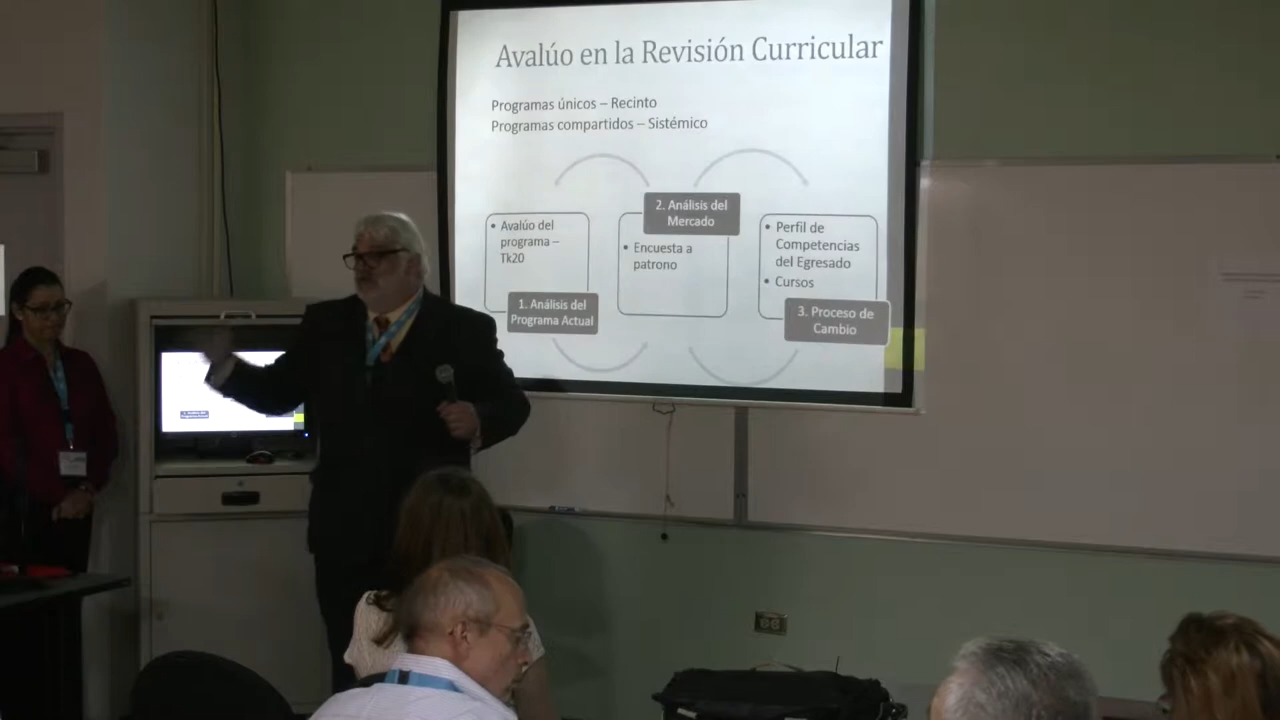 Avalúo en la Revisión Curricular
Programas únicos – Recinto
Programas compartidos – Sistémico
• Avalúo del
programa –
Tk20
1. Análisis del
Programa Actual
2. Análisis del
Mercado
• Encuesta a
patrono
• Perfil de
Competencias
del Egresado
• Cursos
3. Proceso de
Cambio